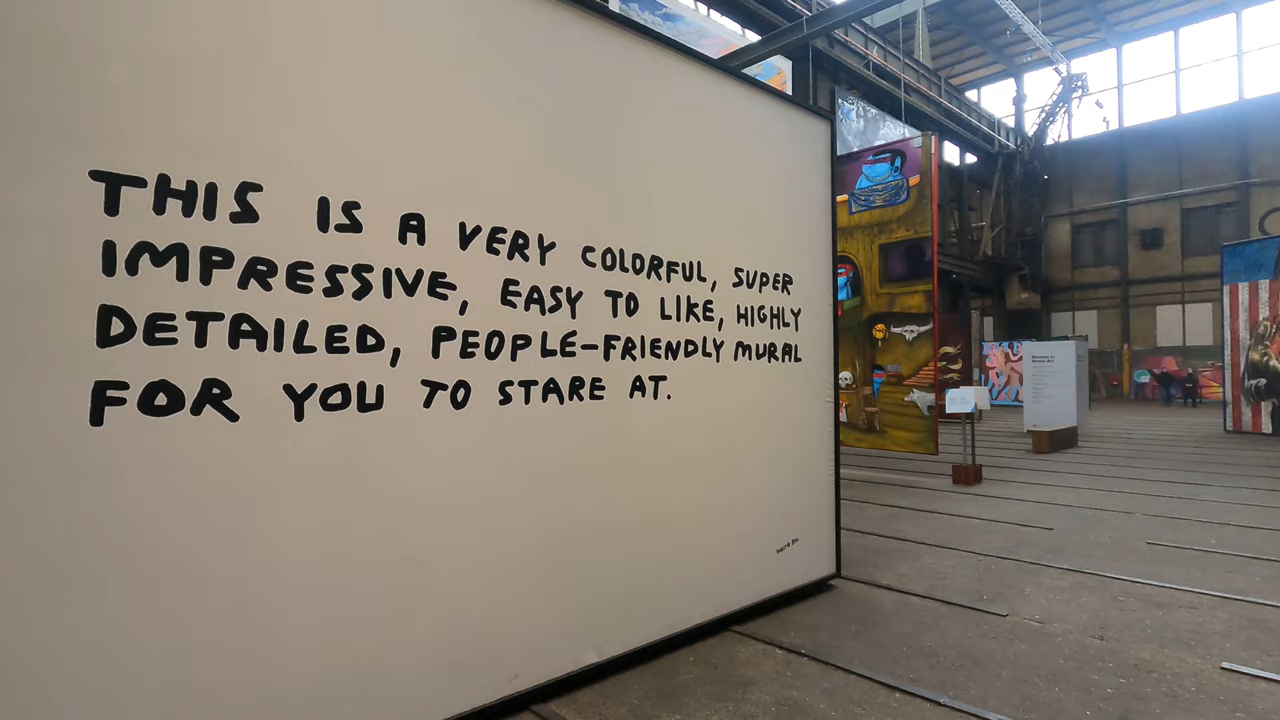 THIS IS A VERY COLORFUL, SUPER
IMPRESSIVE, EASY TO LIKE, HIGHLY
DETAILED, PEOPLE-FRIENDLY MURAL
FOR YOU TO STARE AT.